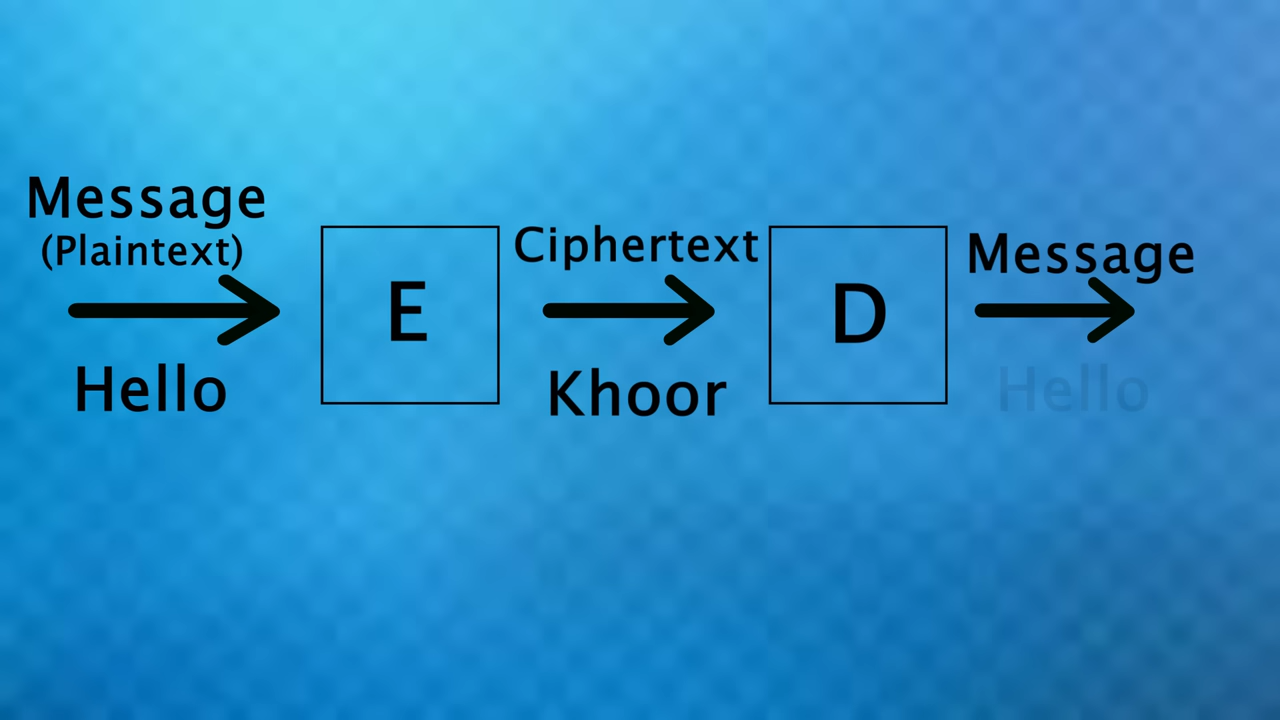 Message
(Plaintext)
Hello
E
Ciphertext
Khoor
D
Message
Hello